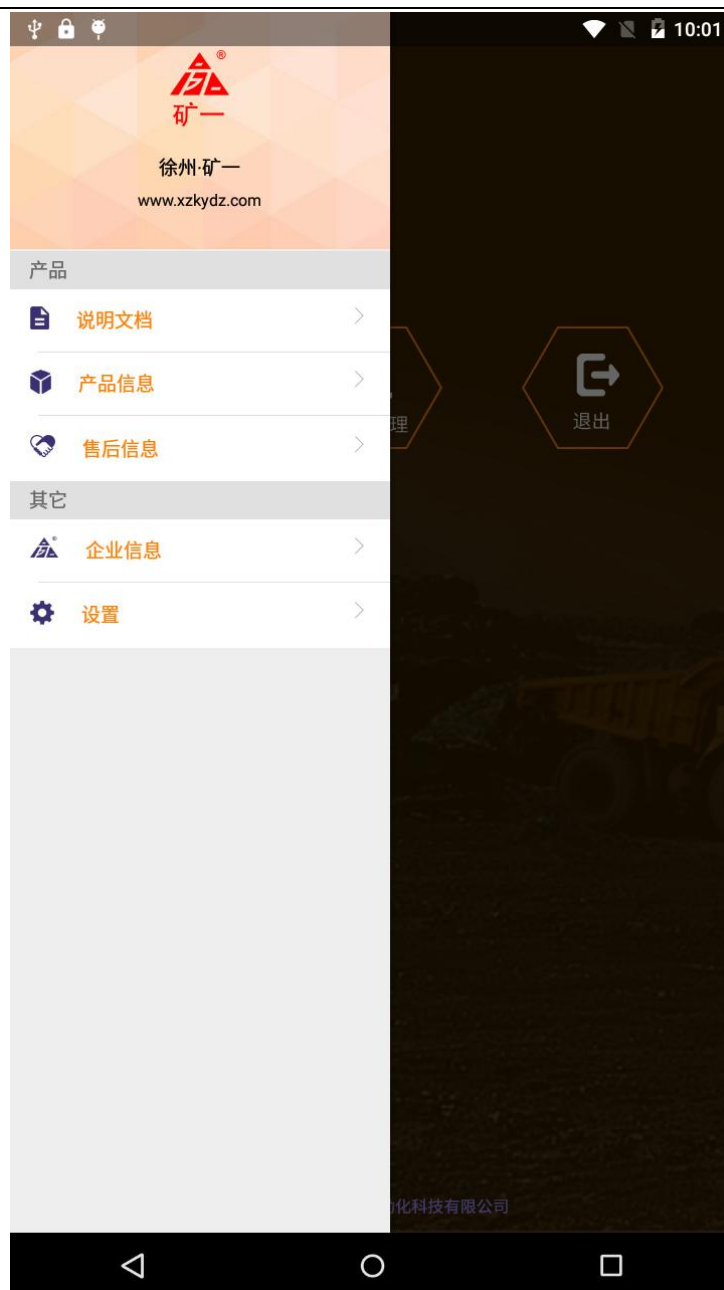 10:01
矿一
徐州·矿一
www.xzkydz.com
产品
说明文档
产品信息
售后信息
其它
企业信息
设置
理
退出
化科技有限公司